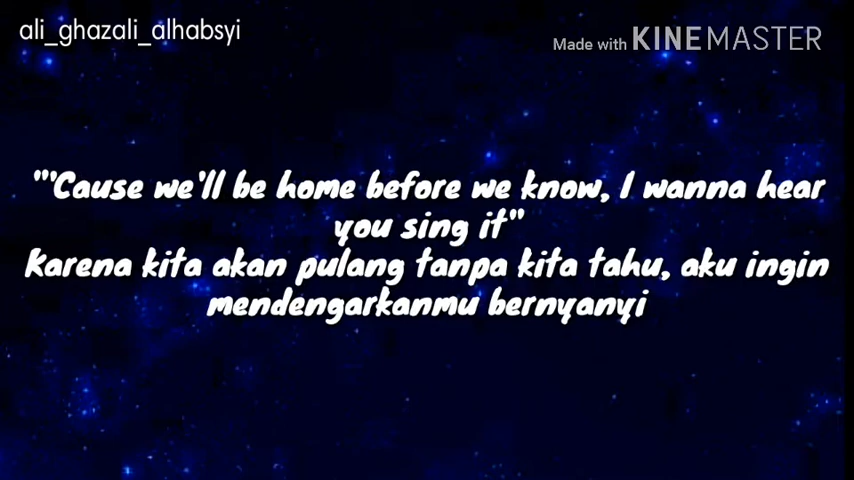 ali_ghazali_alhabsyi
Made with KINEMASTER
"'Cause we'll be home before we know, I wanna hear
you sing it"
Karena kita akan pulang tanpa kita tahu, aku ingin
mendengarkanmu bernyanyi